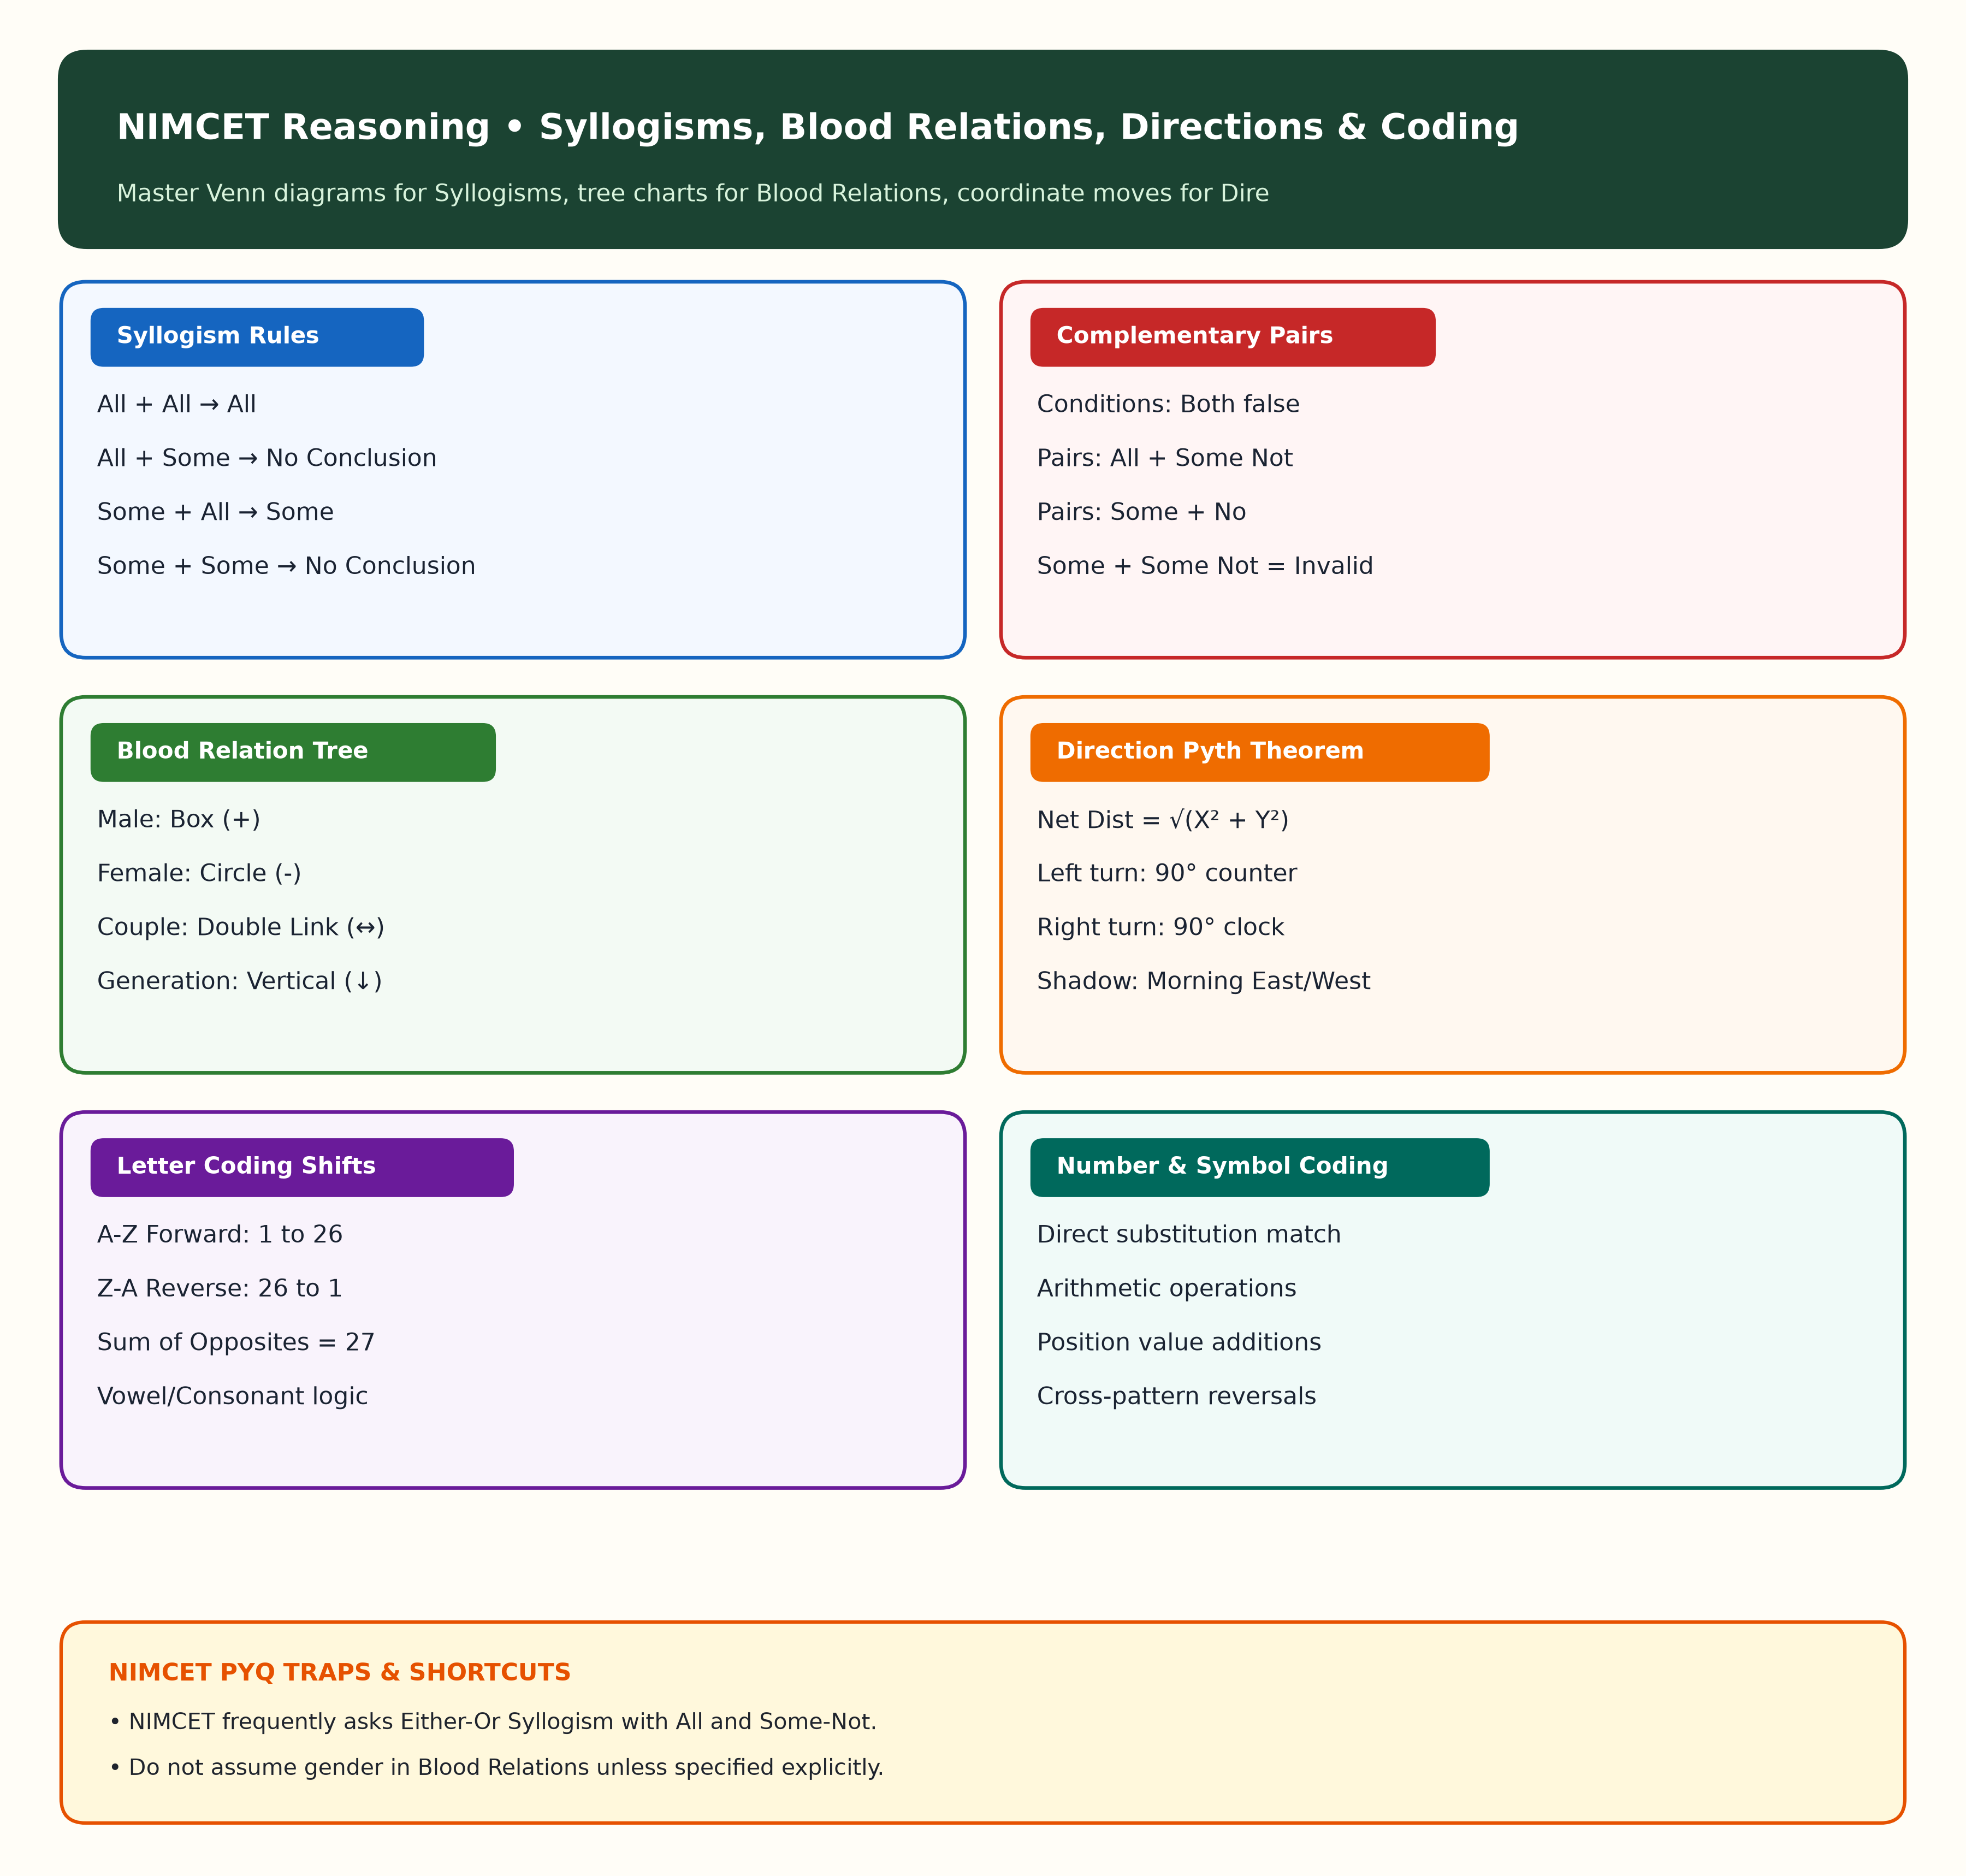 NIMCET Reasoning • Syllogisms, Blood Relations, Directions & Coding
Master Venn diagrams for Syllogisms, tree charts for Blood Relations, coordinate moves for Dire
Syllogism Rules
All + All → All
All + Some → No Conclusion
Some + All → Some
Some + Some → No Conclusion
Complementary Pairs
Conditions: Both false
Pairs: All + Some Not
Pairs: Some + No
Some + Some Not = Invalid
Blood Relation Tree
Male: Box (+)
Female: Circle (-)
Couple: Double Link (↔)
Generation: Vertical (↓)
Direction Pyth Theorem
Net Dist = √(X² + Y²)
Left turn: 90° counter
Right turn: 90° clock
Shadow: Morning East/West
Letter Coding Shifts
A-Z Forward: 1 to 26
Z-A Reverse: 26 to 1
Sum of Opposites = 27
Vowel/Consonant logic
Number & Symbol Coding
Direct substitution match
Arithmetic operations
Position value additions
Cross-pattern reversals
NIMCET PYQ TRAPS & SHORTCUTS
• NIMCET frequently asks Either-Or Syllogism with All and Some-Not.
• Do not assume gender in Blood Relations unless specified explicitly.